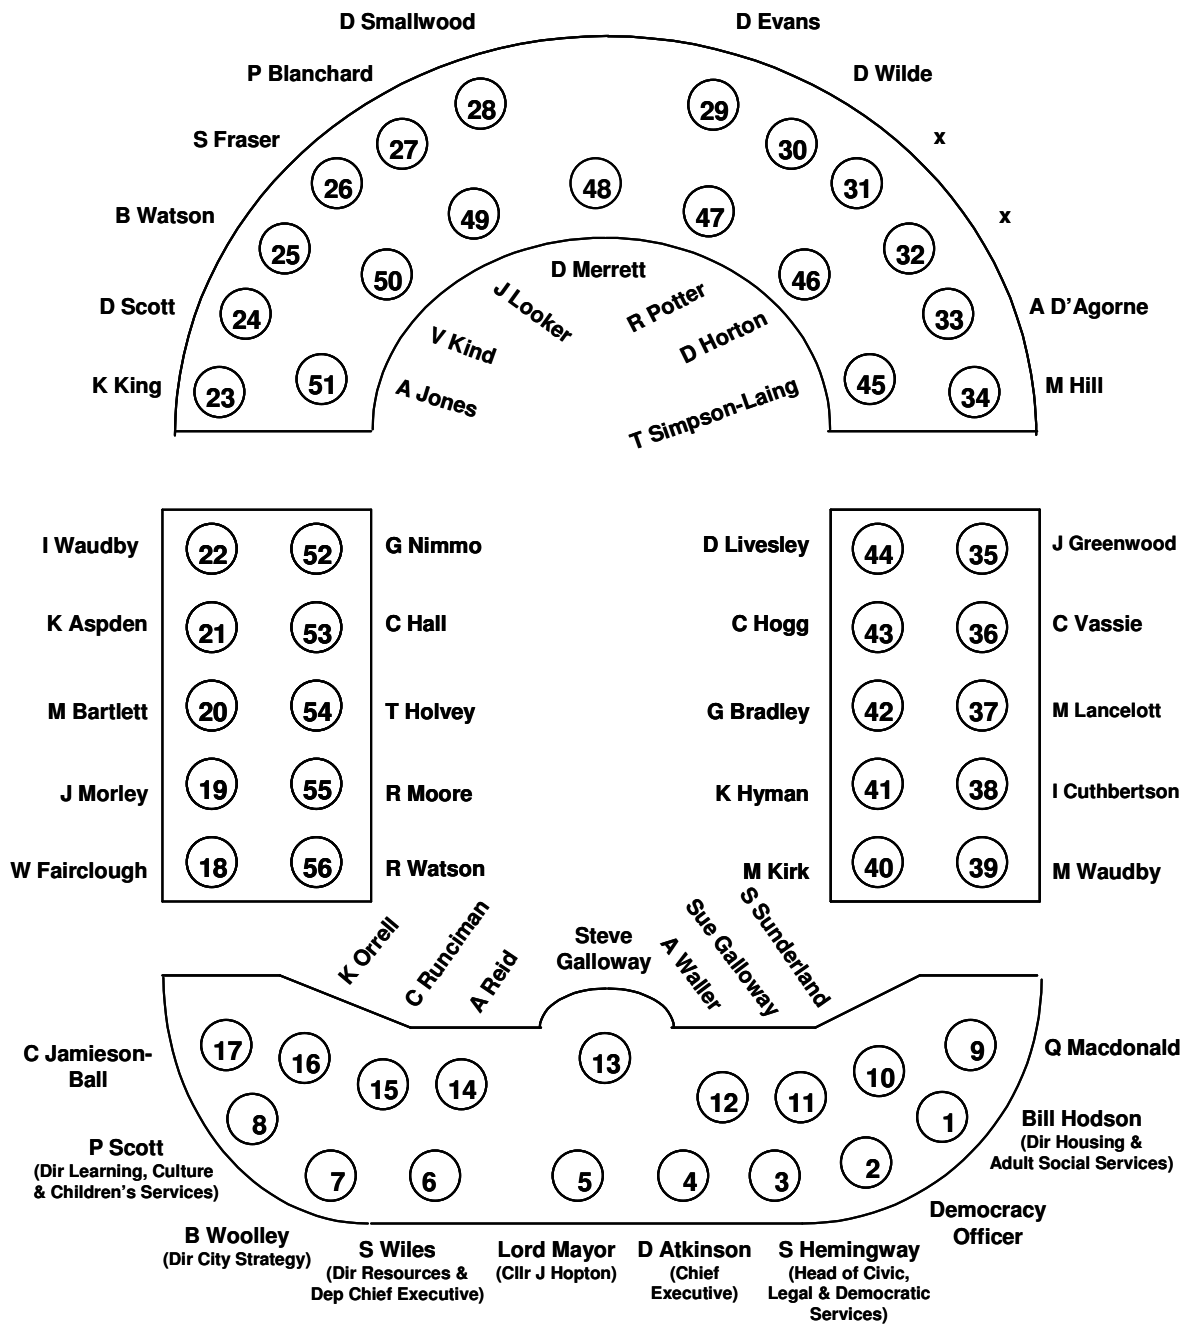 D Smallwood
D Evans
P Blanchard
D Wilde
28
29
S Fraser
27
30
x
26
48
31
B Watson
49
47
x
25
50
D Merrett
46
32
D Scott
24
J Looker
R Potter
33
A D’Agorne
V Kind
D Horton
K King
23
51
A Jones
T Simpson-Laing
45
34
M Hill
I Waudby
22
52
G Nimmo
D Livesley
44
35
J Greenwood
K Aspden
21
53
C Hall
C Hogg
43
36
C Vassie
M Bartlett
20
54
T Holvey
G Bradley
42
37
M Lancelott
J Morley
19
55
R Moore
K Hyman
41
38
I Cuthbertson
W Fairclough
18
56
R Watson
M Kirk
40
39
M Waudby
K Orrell
C Runciman
A Reid
Steve
Galloway
A Waller
Sue Galloway
S Sunderland
C Jamieson-
Ball
17
16
15
14
13
12
11
10
9
Q Macdonald
8
7
6
5
4
3
2
1
Bill Hodson
(Dir Housing &
Adult Social Services)
P Scott
(Dir Learning, Culture
& Children’s Services)
Democracy
Officer
B Woolley
(Dir City Strategy)
S Wiles
(Dir Resources &
Dep Chief Executive)
Lord Mayor
(Cllr J Hopton)
D Atkinson
(Chief
Executive)
S Hemingway
(Head of Civic,
Legal & Democratic
Services)